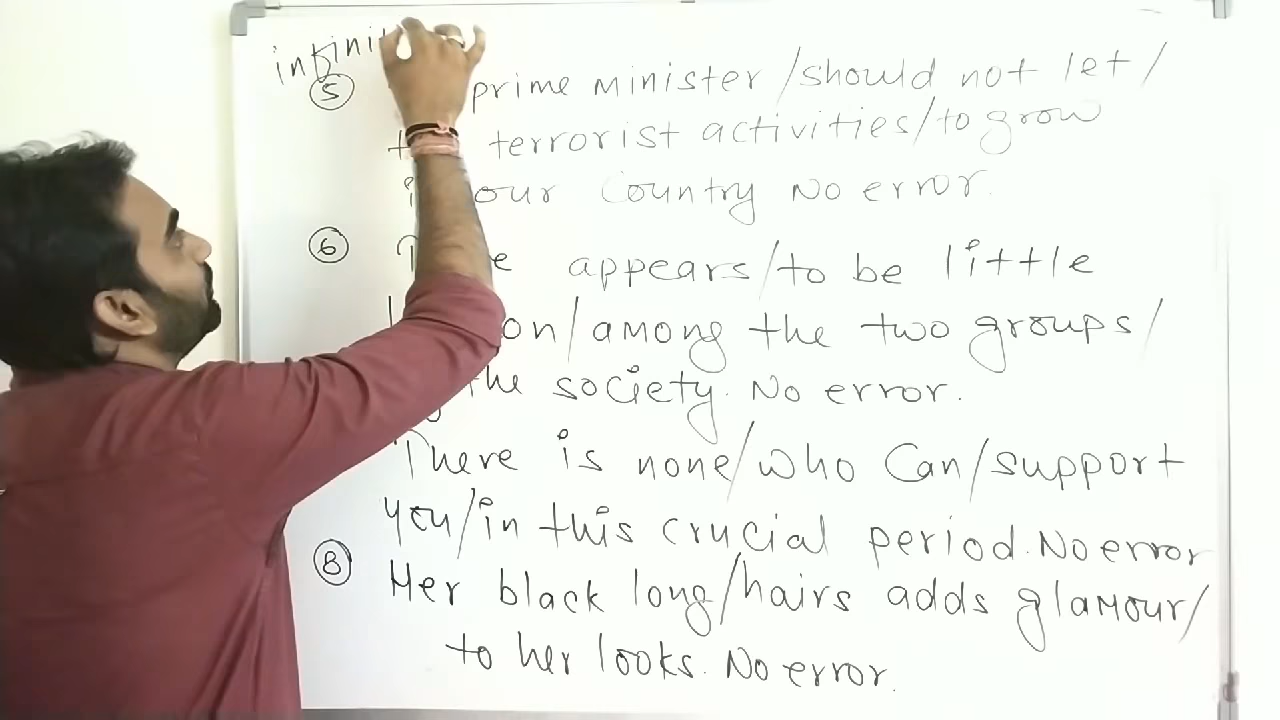 infini
5 prime minister / should not let /
terrorist activities / to grow
our Country No error.
6 appears / to be little
on / among the two groups /
the society. No error.
There is none / who Can / support
you / in this crucial period. No error
8 Her black long / hairs adds glamour /
to her looks. No error.